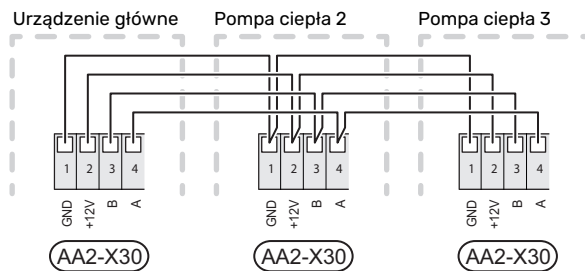 Urządzenie główne Pompa ciepła 2 Pompa ciepła 3
1 2 3 4 1 2 3 4 1 2 3 4
GND +12V B A GND +12V B A GND +12V B A
AA2-X30 AA2-X30 AA2-X30